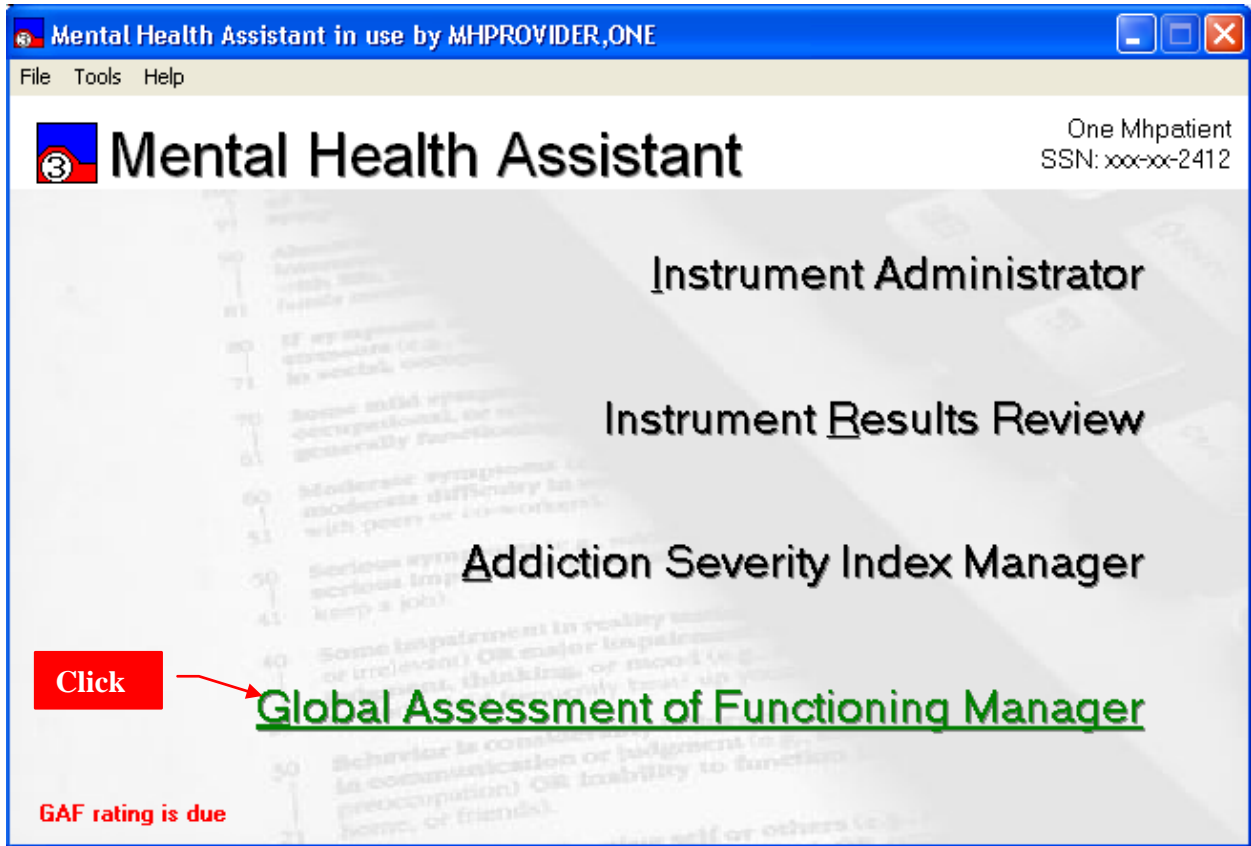 Mental Health Assistant in use by MHPROVIDER,ONE
File Tools Help
3 Mental Health Assistant
One Mhpatient
SSN: xxx-xx-2412
Instrument Administrator
Instrument Results Review
Addiction Severity Index Manager
Click
Global Assessment of Functioning Manager
GAF rating is due